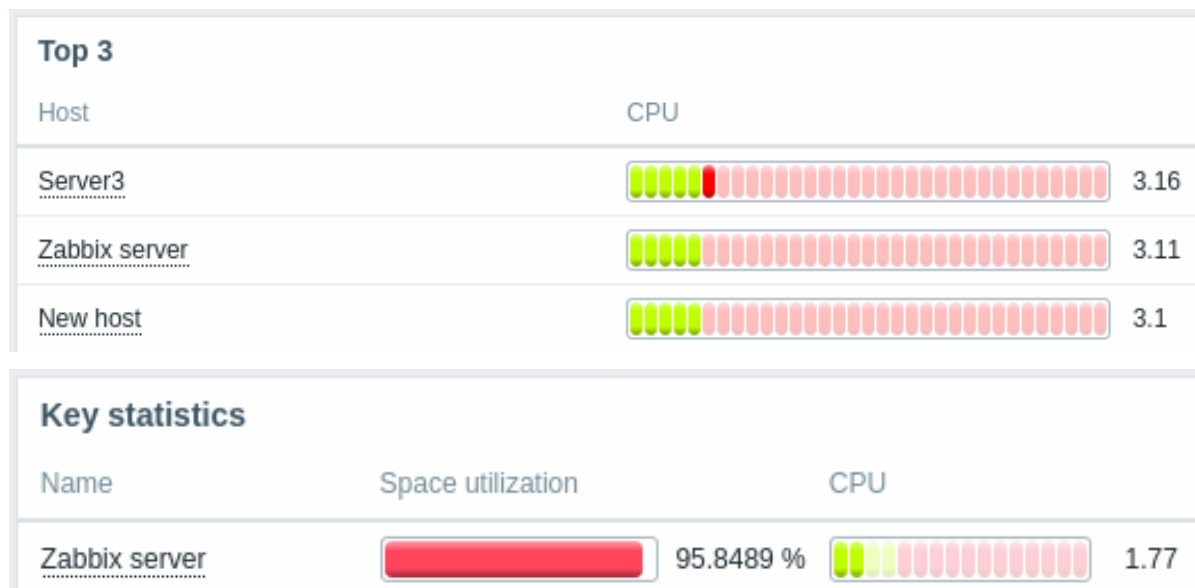 Top 3
Host CPU
Server3 3.16
Zabbix server 3.11
New host 3.1
Key statistics
Name Space utilization CPU
Zabbix server 95.8489 % 1.77